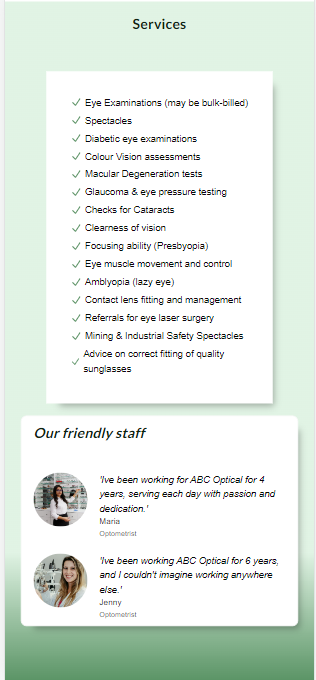 Services
Eye Examinations (may be bulk-billed)
Spectacles
Diabetic eye examinations
Colour Vision assessments
Macular Degeneration tests
Glaucoma & eye pressure testing
Checks for Cataracts
Clearness of vision
Focusing ability (Presbyopia)
Eye muscle movement and control
Amblyopia (lazy eye)
Contact lens fitting and management
Referrals for eye laser surgery
Mining & Industrial Safety Spectacles
Advice on correct fitting of quality
sunglasses
Our friendly staff
'Ive been working for ABC Optical for 4
years, serving each day with passion and
dedication.'
Maria
Optometrist
'Ive been working ABC Optical for 6 years,
and I couldn't imagine working anywhere
else.'
Jenny
Optometrist